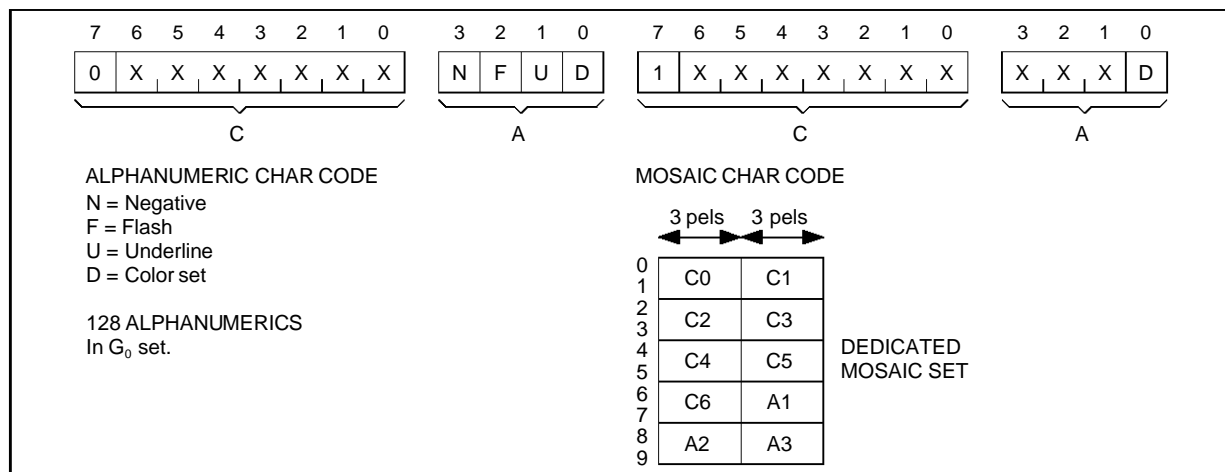 7 6 5 4 3 2 1 0 3 2 1 0 7 6 5 4 3 2 1 0 3 2 1 0
0 X X X X X X X N F U D 1 X X X X X X X X X X D
C A C A
ALPHANUMERIC CHAR CODE
N = Negative
F = Flash
U = Underline
D = Color set
128 ALPHANUMERICS
In G₀ set.
MOSAIC CHAR CODE
3 pels 3 pels
0
C0 C1
1
2
C2 C3
3
4
C4 C5
5
6
C6 A1
7
8
A2 A3
9
DEDICATED
MOSAIC SET